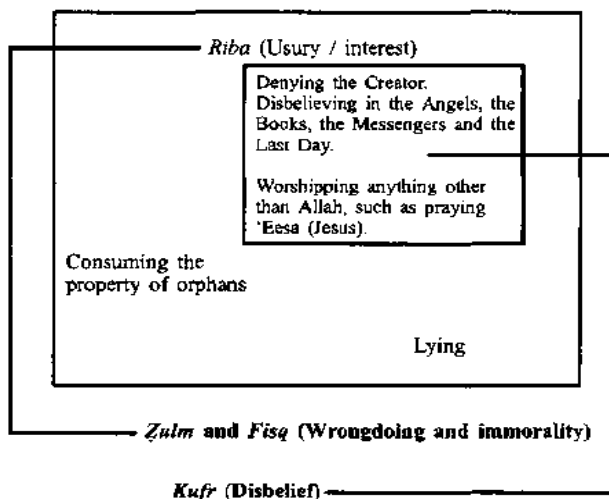 Riba (Usury / interest)
Denying the Creator.
Disbelieving in the Angels, the
Books, the Messengers and the
Last Day.
Worshipping anything other
than Allah, such as praying
‘Eesa (Jesus).
Consuming the
property of orphans
Lying
Ẓulm and Fisq (Wrongdoing and immorality)
Kufr (Disbelief)